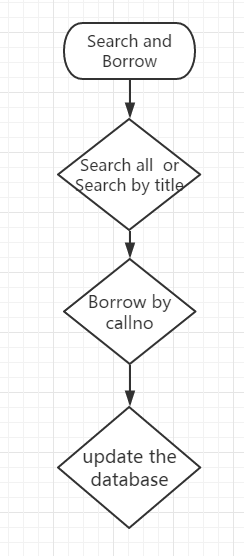 Search and
Borrow
Search all  or
Search by title
Borrow by
callno
update the
database